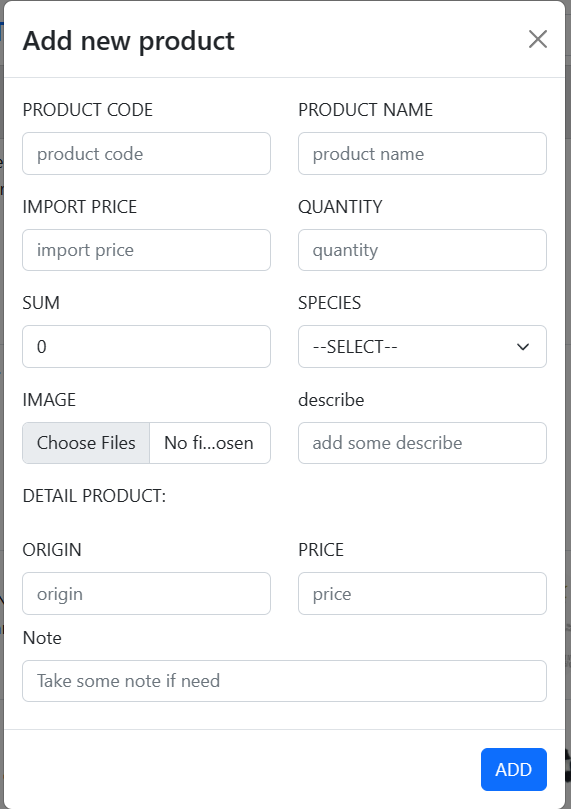 Add new product
PRODUCT CODE
PRODUCT NAME
product code
product name
IMPORT PRICE
QUANTITY
import price
quantity
SUM
SPECIES
0
--SELECT--
IMAGE
describe
Choose Files
No fi...osen
add some describe
DETAIL PRODUCT:
ORIGIN
PRICE
origin
price
Note
Take some note if need
ADD